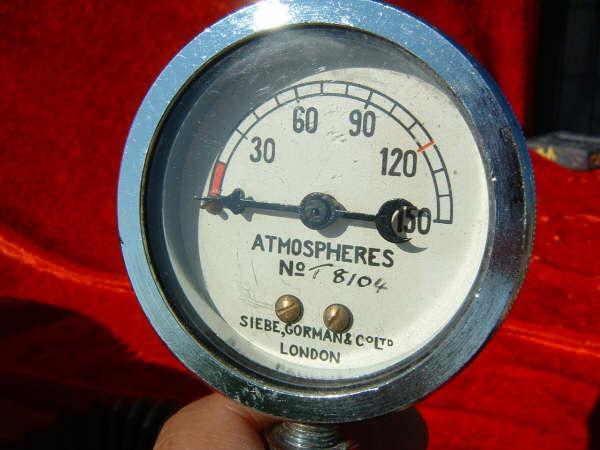 30 60 90 120 150
ATMOSPHERES
No T 8104
SIEBE, GORMAN & Co LTD
LONDON